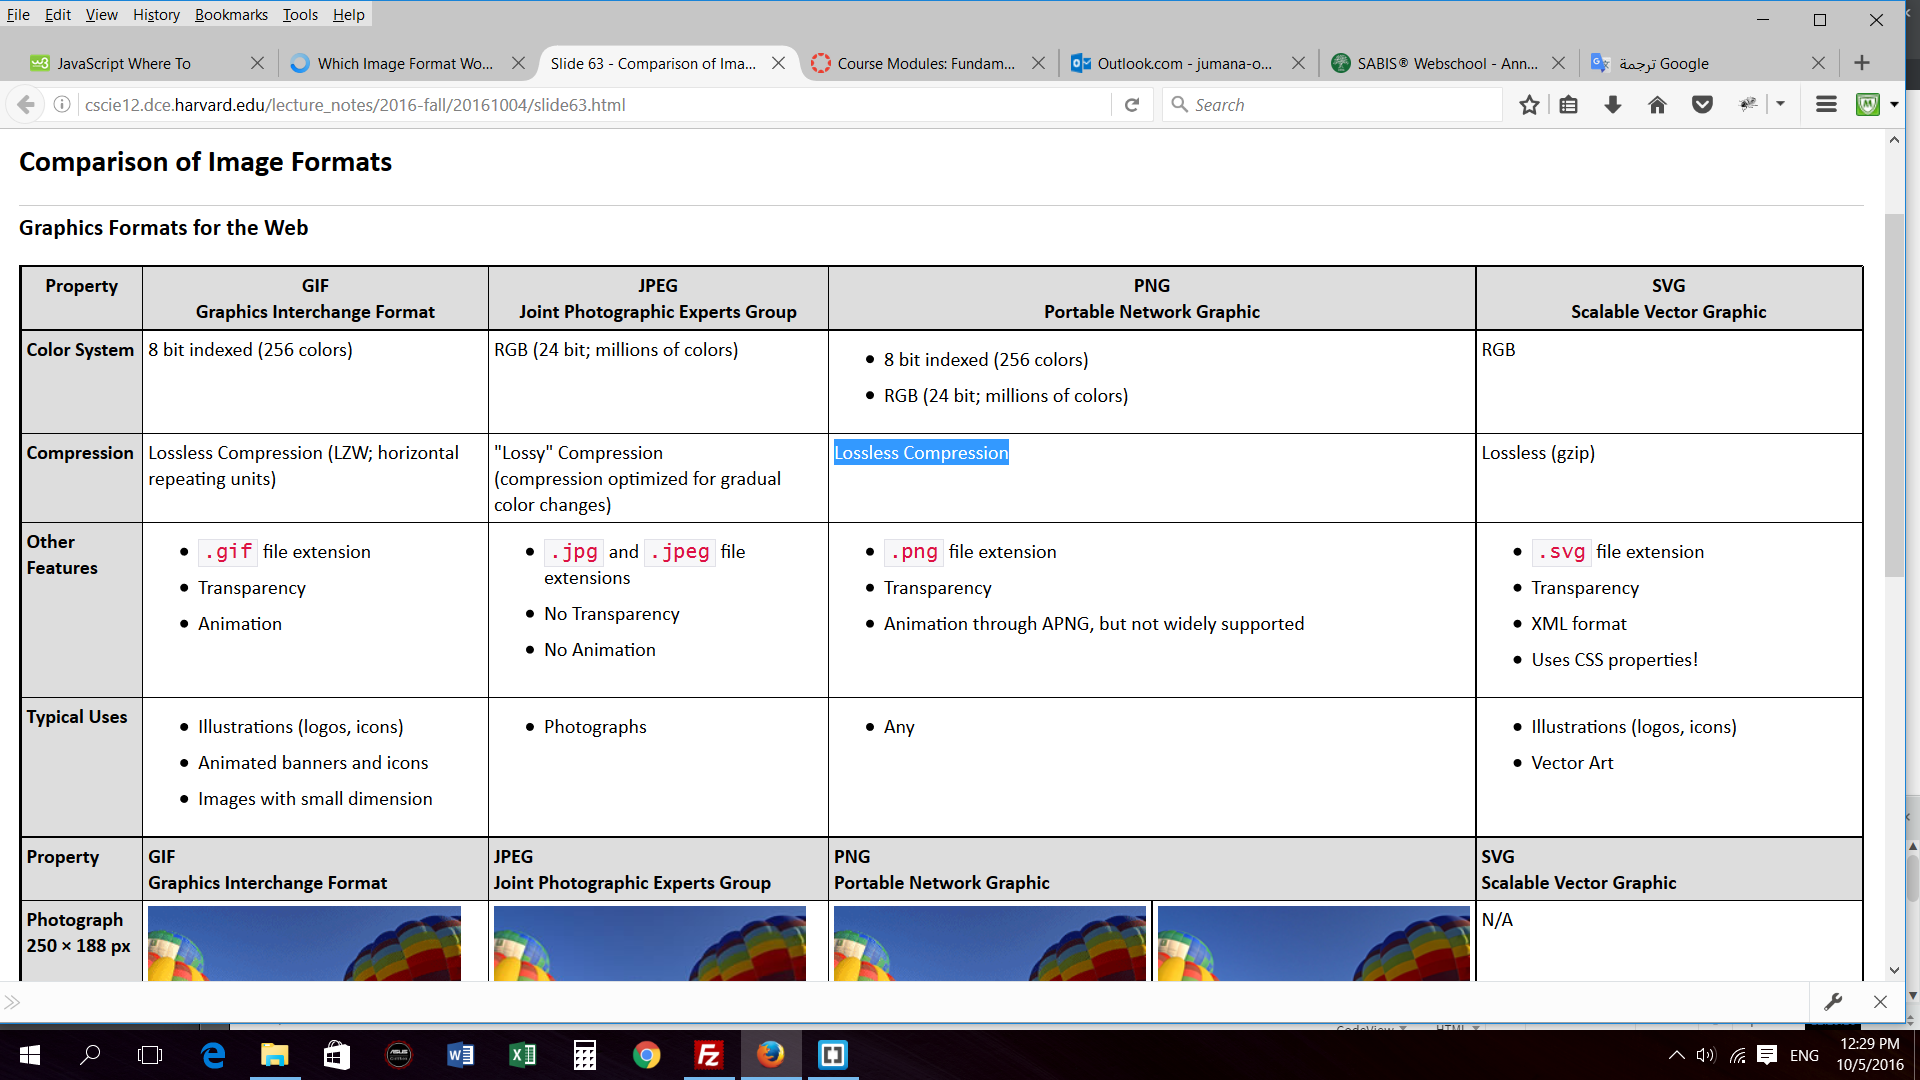 File Edit View History Bookmarks Tools Help
JavaScript Where To
Which Image Format Wo...
Slide 63 - Comparison of Ima...
Course Modules: Fundam...
Outlook.com - jumana-o...
SABIS® Webschool - Ann...
ترجمة Google
cscie12.dce.harvard.edu/lecture_notes/2016-fall/20161004/slide63.html
Search
Comparison of Image Formats
Graphics Formats for the Web
Property
GIF
Graphics Interchange Format
JPEG
Joint Photographic Experts Group
PNG
Portable Network Graphic
SVG
Scalable Vector Graphic
Color System
8 bit indexed (256 colors)
RGB (24 bit; millions of colors)
• 8 bit indexed (256 colors)
• RGB (24 bit; millions of colors)
RGB
Compression
Lossless Compression (LZW; horizontal
repeating units)
"Lossy" Compression
(compression optimized for gradual
color changes)
Lossless Compression
Lossless (gzip)
Other
Features
• .gif file extension
• Transparency
• Animation
• .jpg and .jpeg file
extensions
• No Transparency
• No Animation
• .png file extension
• Transparency
• Animation through APNG, but not widely supported
• .svg file extension
• Transparency
• XML format
• Uses CSS properties!
Typical Uses
• Illustrations (logos, icons)
• Animated banners and icons
• Images with small dimension
• Photographs
• Any
• Illustrations (logos, icons)
• Vector Art
Property
GIF
Graphics Interchange Format
JPEG
Joint Photographic Experts Group
PNG
Portable Network Graphic
SVG
Scalable Vector Graphic
Photograph
250 × 188 px
N/A
ENG
12:29 PM
10/5/2016